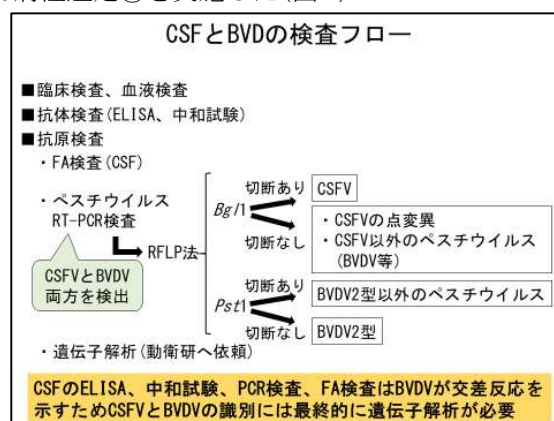 CSFとBVDの検査フロー
■臨床検査、血液検査
■抗体検査(ELISA、中和試験)
■抗原検査
・FA検査(CSF)
・ペスチウイルス
RT-PCR検査
CSFVとBVDV
両方を検出
RFLP法
Bgl1
切断あり
CSFV
切断なし
・CSFVの点変異
・CSFV以外のペスチウイルス
(BVDV等)
Pst1
切断あり
BVDV2型以外のペスチウイルス
切断なし
BVDV2型
・遺伝子解析(動衛研へ依頼)
CSFのELISA、中和試験、PCR検査、FA検査はBVDVが交差反応を
示すためCSFVとBVDVの識別には最終的に遺伝子解析が必要